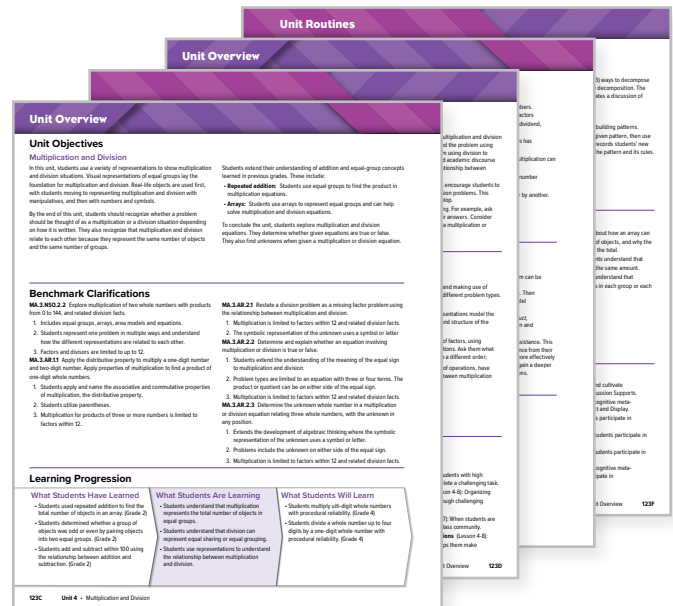 Unit Routines
Unit Overview
Unit Overview
Unit Objectives
Multiplication and Division
In this unit, students use a variety of representations to show multiplication
and division situations. Visual representations of equal groups lay the
foundation for multiplication and division. Real-life objects are used first,
with students moving to representing multiplication and division with
manipulatives, and then with numbers and symbols.
By the end of this unit, students should recognize whether a problem
should be thought of as a multiplication or a division situation depending
on how it is written. They also recognize that multiplication and division
relate to each other because they represent the same number of objects
and the same number of groups.
Students extend their understanding of addition and equal-group concepts
learned in previous grades. These include:
• Repeated addition: Students use equal groups to find the product in
multiplication equations.
• Arrays: Students use arrays to represent equal groups and can help
solve multiplication and division equations.
To conclude the unit, students explore multiplication and division
equations. They determine whether given equations are true or false.
They also find unknowns when given a multiplication or division equation.
Benchmark Clarifications
MA.3.NSO.2.2 Explore multiplication of two whole numbers with products
from 0 to 144, and related division facts.
1. Includes equal groups, arrays, area models and equations.
2. Students represent one problem in multiple ways and understand
how the different representations are related to each other.
3. Factors and divisors are limited to up to 12.
MA.3.AR.1.1 Apply the distributive property to multiply a one-digit number
and two-digit number. Apply properties of multiplication to find a product of
one-digit whole numbers.
1. Students apply and name the associative and commutative properties
of multiplication, the distributive property.
2. Students utilize parentheses.
3. Multiplication for products of three or more numbers is limited to
factors within 12..
MA.3.AR.2.1 Restate a division problem as a missing factor problem using
the relationship between multiplication and division.
1. Multiplication is limited to factors within 12 and related division facts.
2. The symbolic representation of the unknown uses a symbol or letter
MA.3.AR.2.2 Determine and explain whether an equation involving
multiplication or division is true or false.
1. Students extend the understanding of the meaning of the equal sign
to multiplication and division.
2. Problem types are limited to an equation with three or four terms. The
product or quotient can be on either side of the equal sign.
3. Multiplication is limited to factors within 12 and related division facts.
MA.3.AR.2.3 Determine the unknown whole number in a multiplication
or division equation relating three whole numbers, with the unknown in
any position.
1. Extends the development of algebraic thinking where the symbolic
representation of the unknown uses a symbol or letter.
2. Problems include the unknown on either side of the equal sign.
3. Multiplication is limited to factors within 12 and related division facts.
Learning Progression
What Students Have Learned
• Students used repeated addition to find the
total number of objects in an array. (Grade 2)
• Students determined whether a group of
objects was odd or even by pairing objects
into two equal groups. (Grade 2)
• Students add and subtract within 100 using
the relationship between addition and
subtraction. (Grade 2)
What Students Are Learning
• Students understand that multiplication
represents the total number of objects in
equal groups.
• Students understand that division can
represent equal sharing or equal grouping.
• Students use representations to understand
the relationship between multiplication
and division.
What Students Will Learn
• Students multiply ulti-digit whole numbers
with procedural reliability. (Grade 4)
• Students divide a whole number up to four
digits by a one-digit whole number with
procedural reliability. (Grade 4)
123C Unit 4 • Multiplication and Division
t Overview 123D
it Overview 123F